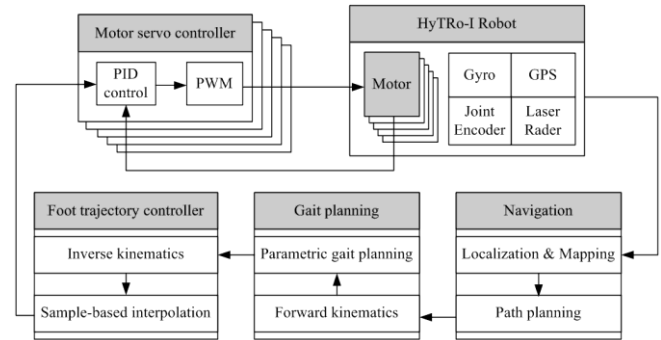 Motor servo controller
PID
control
PWM
HyTRo-I Robot
Motor
Gyro
GPS
Joint
Encoder
Laser
Rader
Foot trajectory controller
Inverse kinematics
Sample-based interpolation
Gait planning
Parametric gait planning
Forward kinematics
Navigation
Localization & Mapping
Path planning